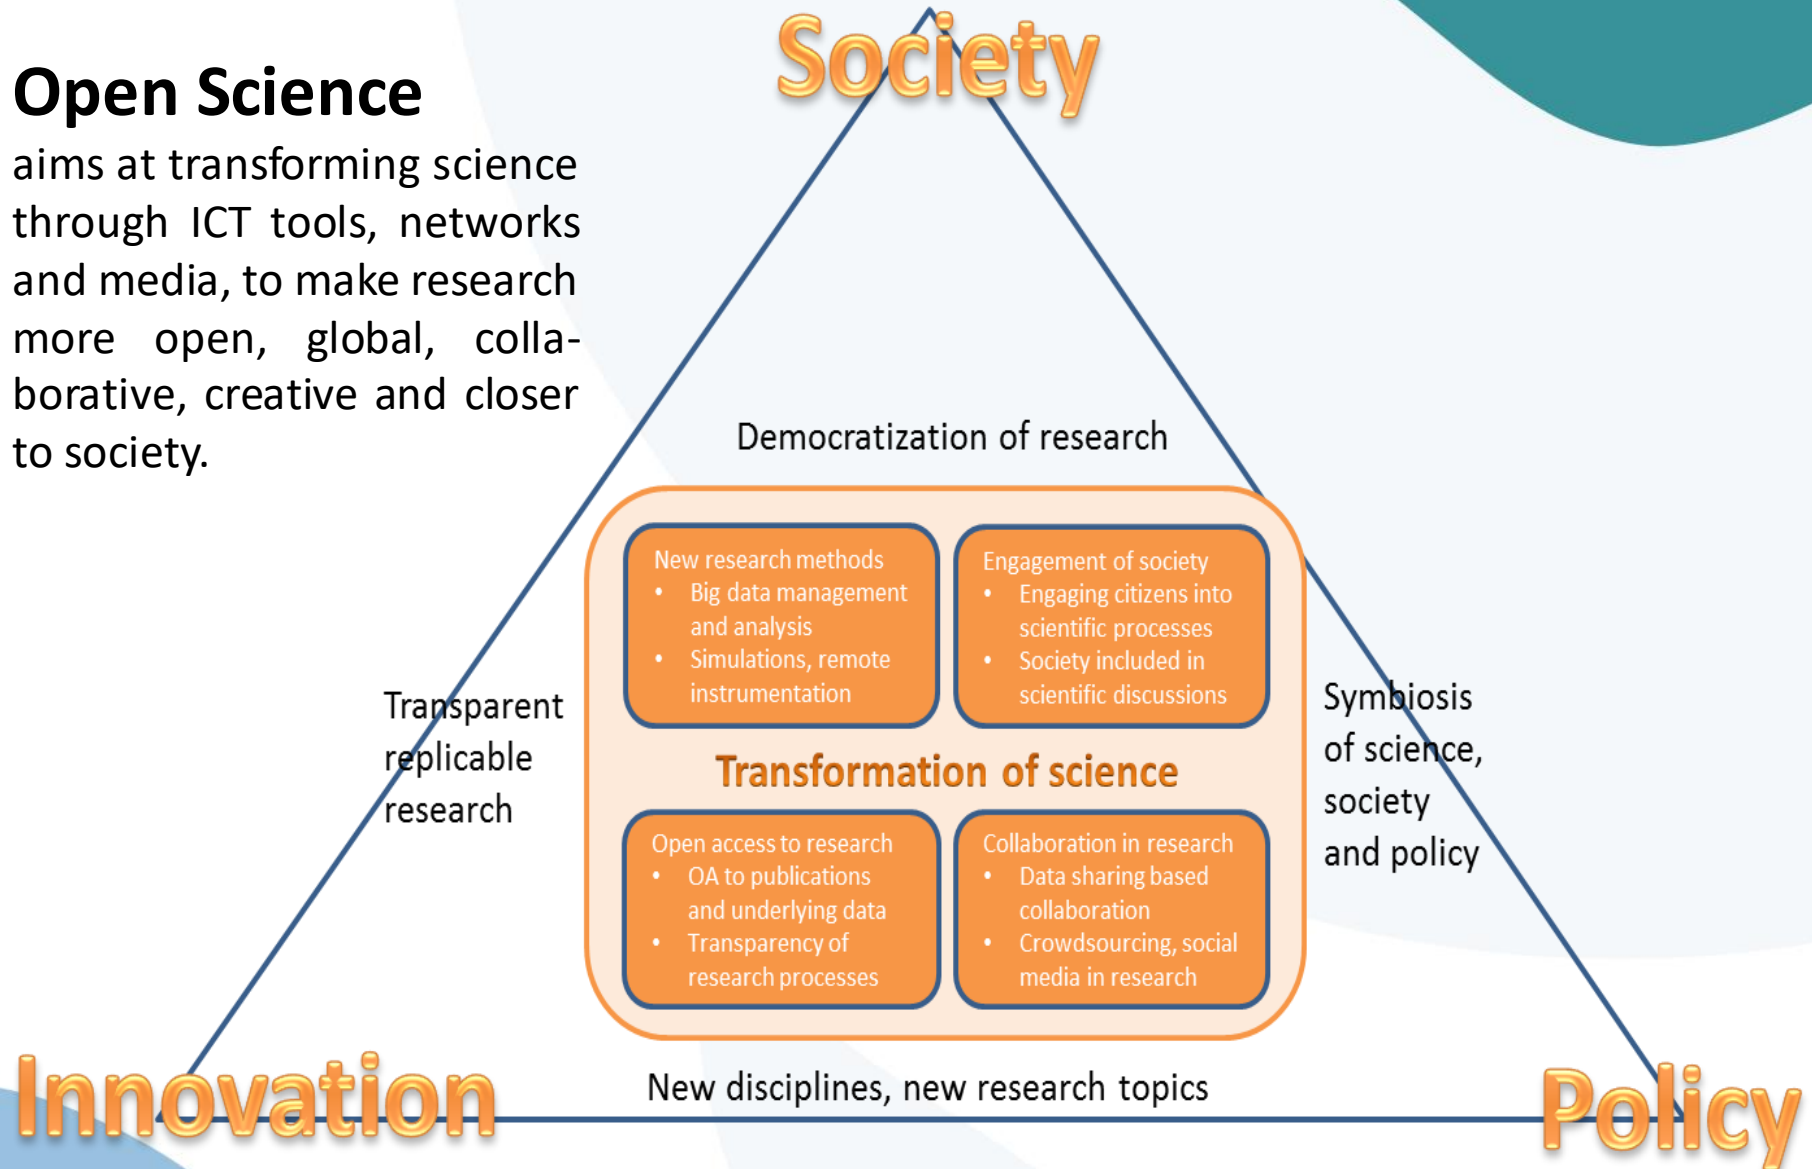 Society
Open Science
aims at transforming science
through ICT tools, networks
and media, to make research
more open, global, colla-
borative, creative and closer
to society.
Democratization of research
New research methods
• Big data management
and analysis
• Simulations, remote
instrumentation
Engagement of society
• Engaging citizens into
scientific processes
• Society included in
scientific discussions
Transparent
replicable
research
Transformation of science
Symbiosis
of science,
society
and policy
Open access to research
• OA to publications
and underlying data
• Transparency of
research processes
Collaboration in research
• Data sharing based
collaboration
• Crowdsourcing, social
media in research
Innovation
New disciplines, new research topics
Policy